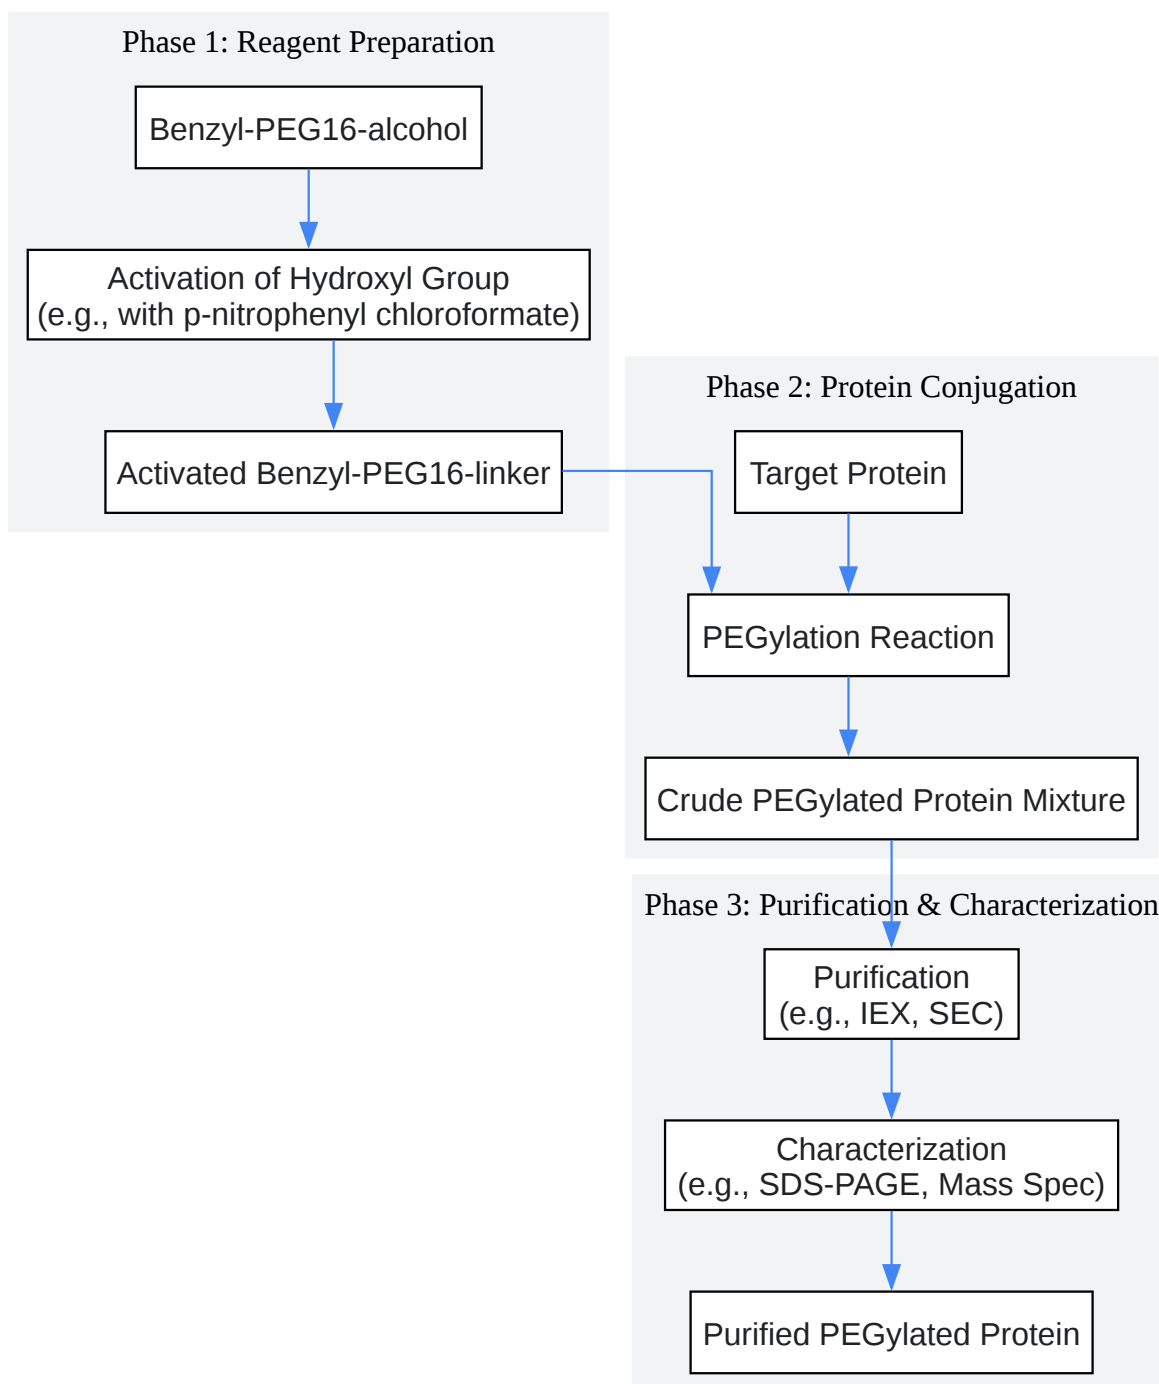 Phase 1: Reagent Preparation
Benzyl-PEG16-alcohol
Activation of Hydroxyl Group
(e.g., with p-nitrophenyl chloroformate)
Activated Benzyl-PEG16-linker
Phase 2: Protein Conjugation
Target Protein
PEGylation Reaction
Crude PEGylated Protein Mixture
Phase 3: Purification & Characterization
Purification
(e.g., IEX, SEC)
Characterization
(e.g., SDS-PAGE, Mass Spec)
Purified PEGylated Protein